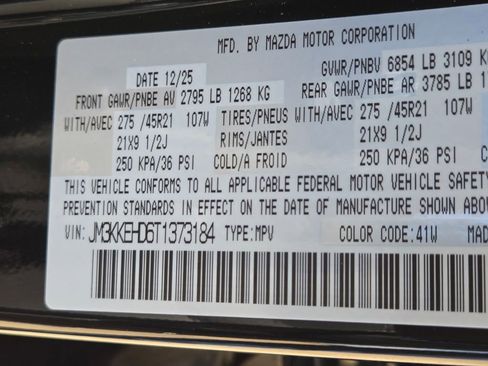 MFD. BY MAZDA MOTOR CORPORATION
DATE 12/25
GVWR/PNBV 6854 LB 3109 KG
FRONT GAWR/PNBE AV 2795 LB 1268 KG
REAR GAWR/PNBE AR 3785 LB
WITH/AVEC 275 /45R21 107W TIRES/PNEUS WITH/AVEC 275 /45R21 107W
21X9 1/2J RIMS/JANTES 21X9 1/2J
250 KPA/36 PSI COLD/A FROID 250 KPA/36 PSI
THIS VEHICLE CONFORMS TO ALL APPLICABLE FEDERAL MOTOR VEHICLE SAFETY
PREVENTION STANDARDS IN EFFECT ON THE DATE OF MANUFACTURE SHOWN ABOVE
VIN: JM3KKEHD6T1373184 TYPE:MPV COLOR CODE:41W